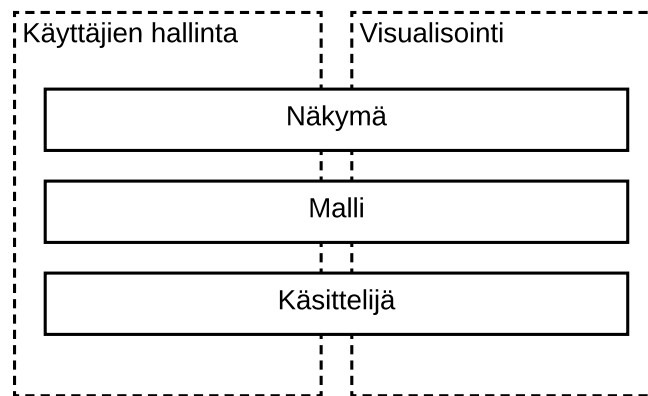 Käyttäjien hallinta
Visualisointi
Näkymä
Malli
Käsittelijä